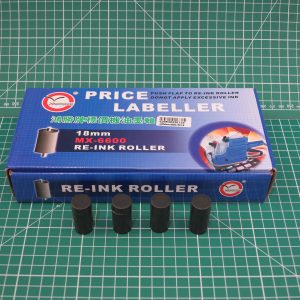 PRICE
LABELLER
PUSH FLAP TO RE-INK ROLLER
DONOT APPLY EXCESSIVE INK
18mm
MX-6600
RE-INK ROLLER
RE-INK ROLLER